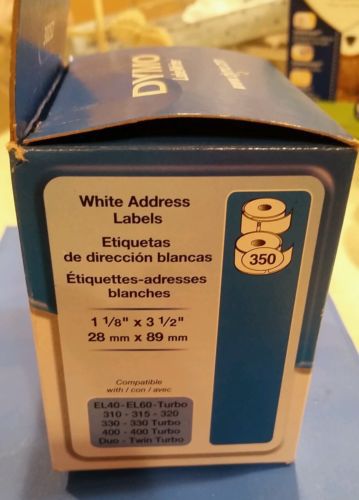 DYMO
LabelWriter
White Address
Labels
Etiquetas
de dirección blancas
Étiquettes-adresses
blanches
1 1/8" x 3 1/2"
28 mm x 89 mm
350
Compatible
with / con / avec
EL40-EL60-Turbo
310 - 315 - 320
330 - 330 Turbo
400 - 400 Turbo
Duo - Twin Turbo